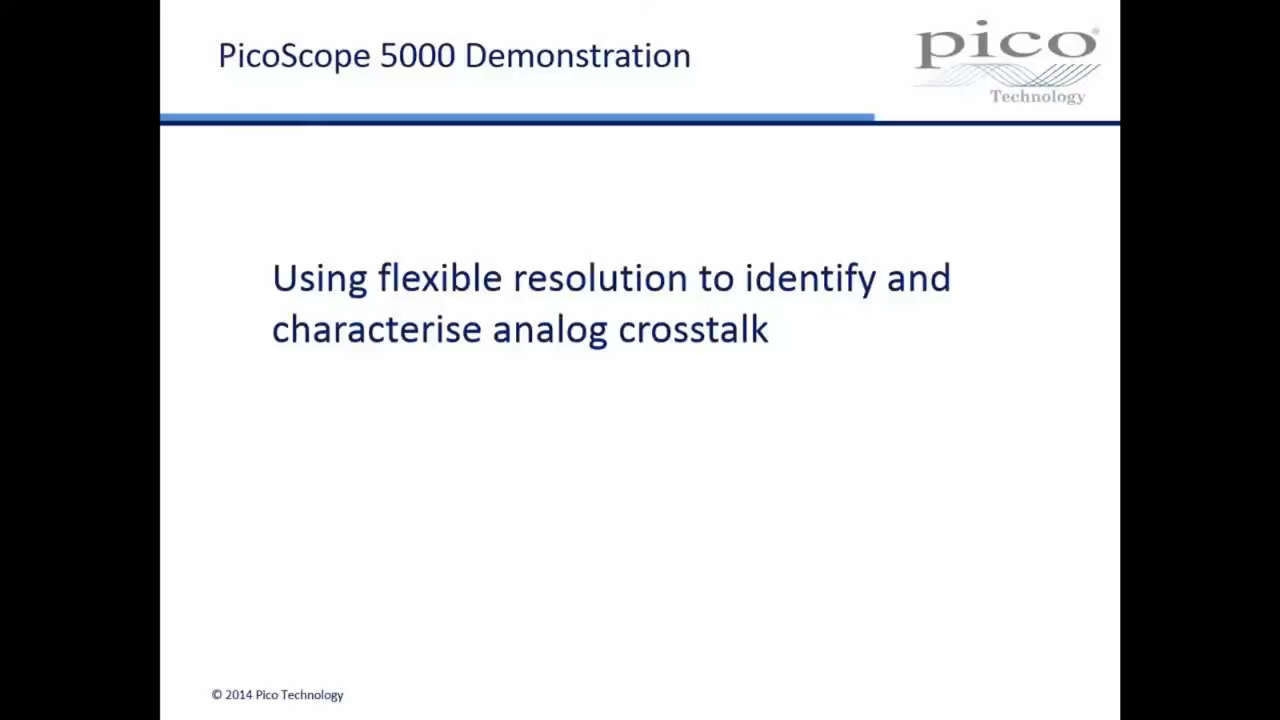 PicoScope 5000 Demonstration
pico®
Technology
Using flexible resolution to identify and
characterise analog crosstalk
© 2014 Pico Technology